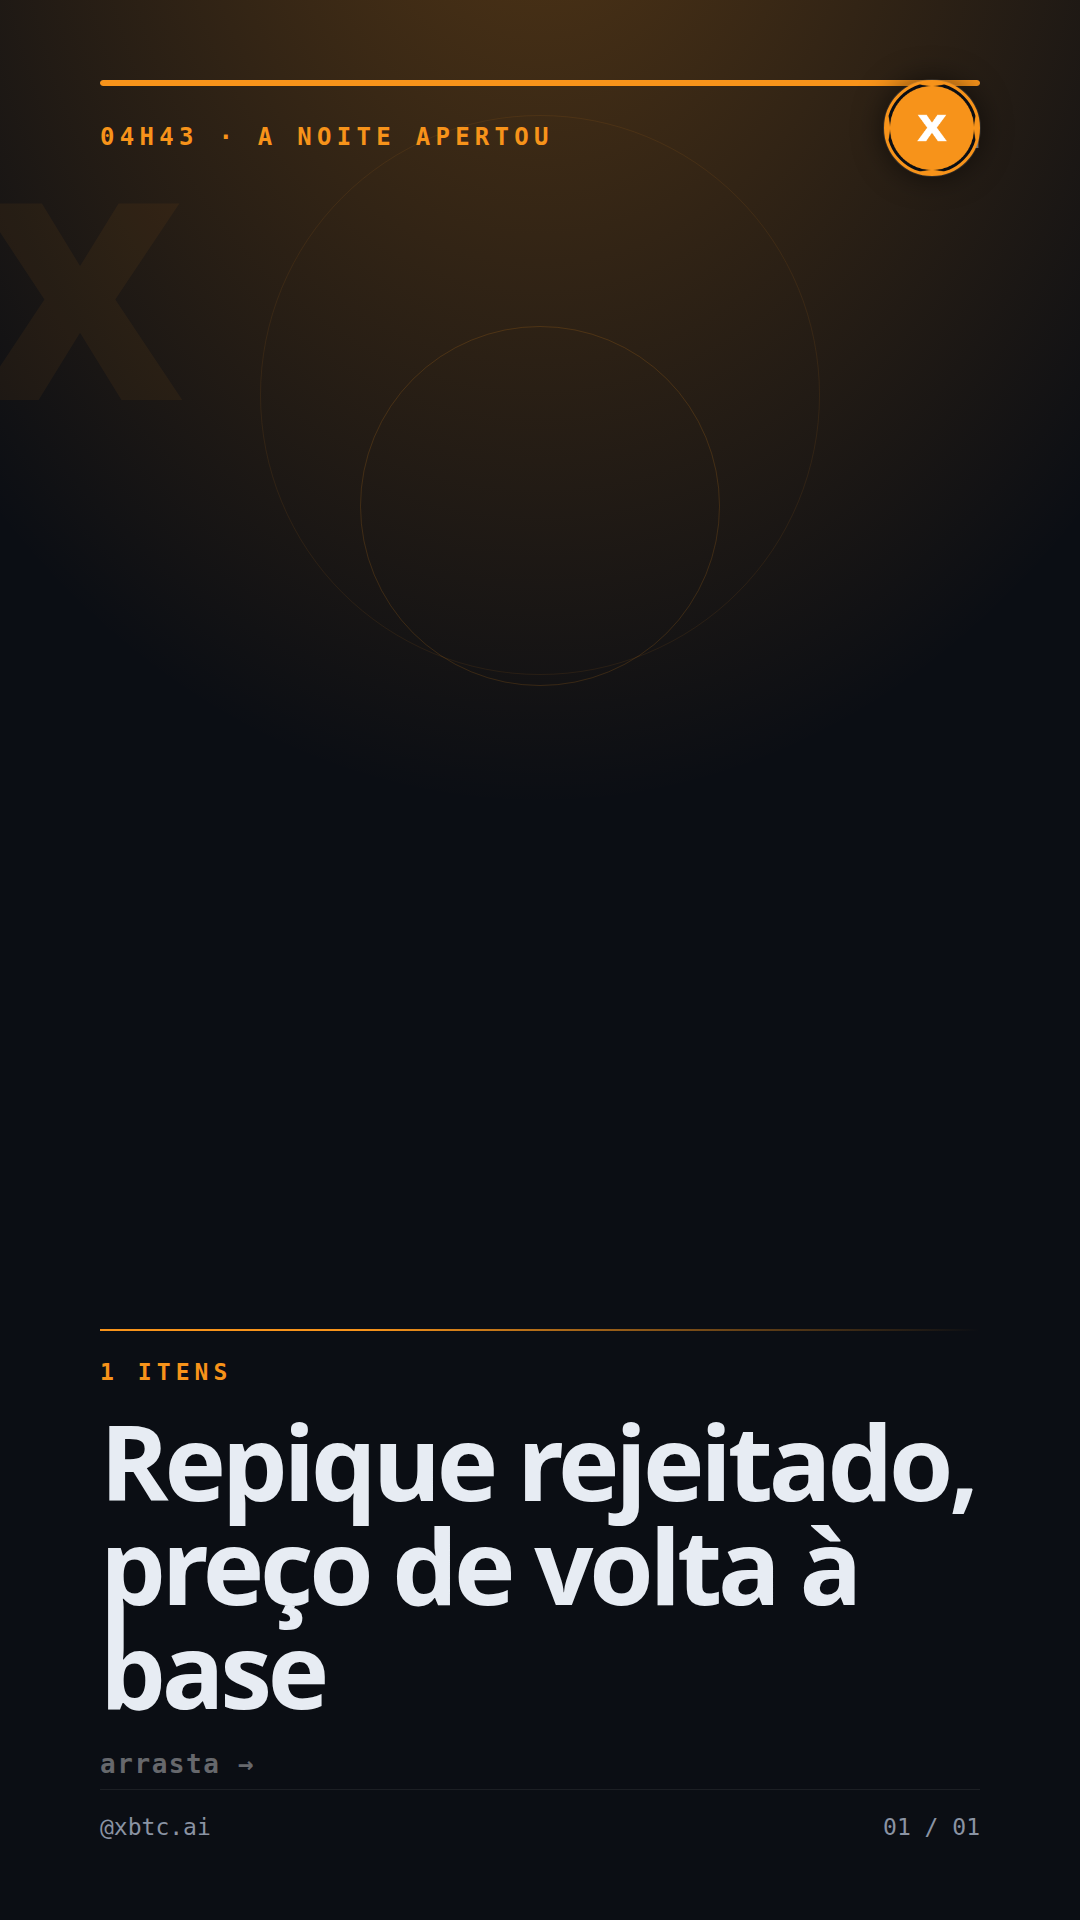 04H43 · A NOITE APERTOU
X
X
1 ITENS
Repique rejeitado,
preço de volta à
base
arrasta →
@xbtc.ai
01 / 01